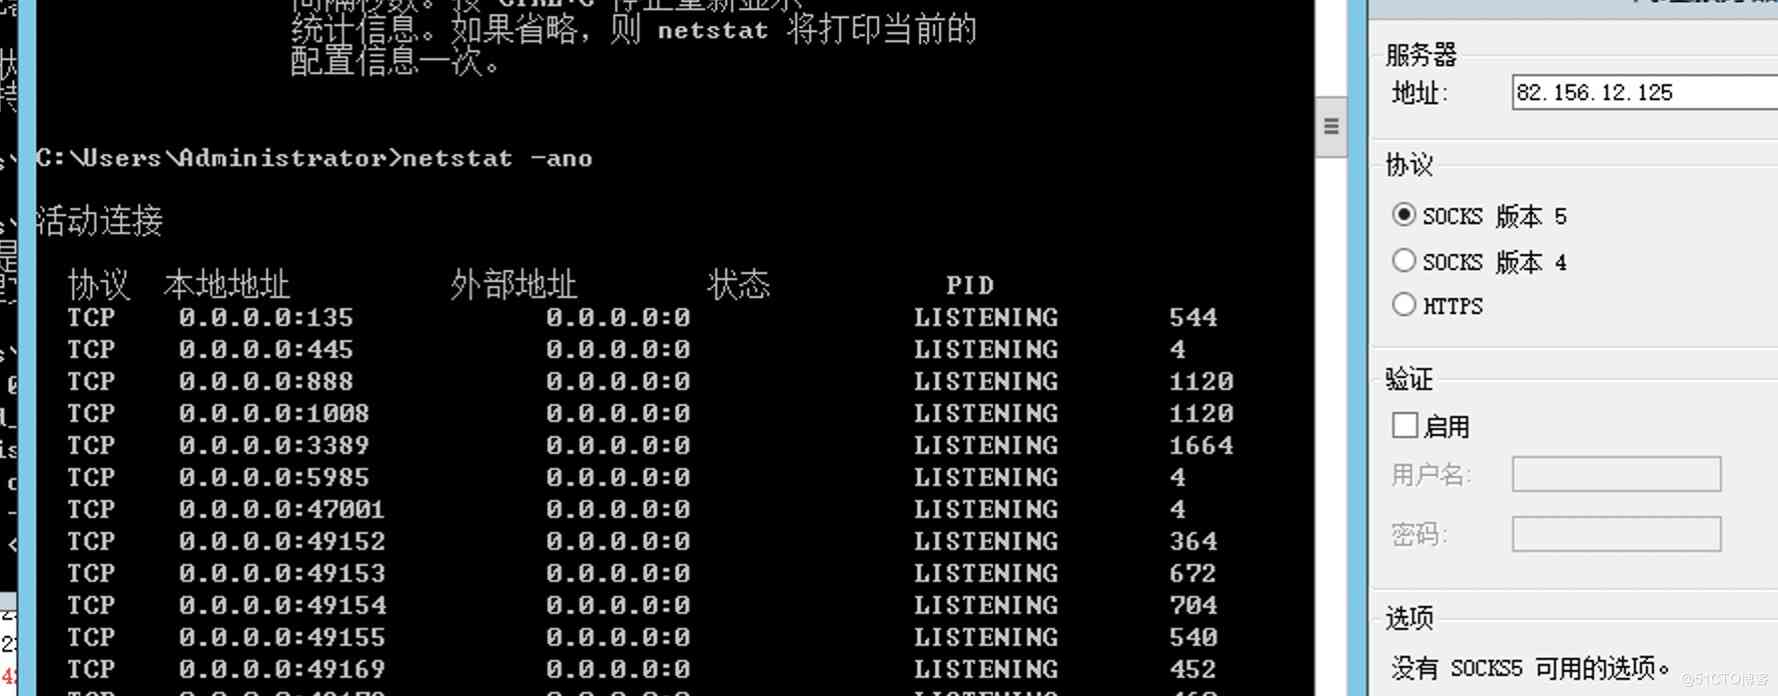 统计信息。如果省略，则 netstat 将打印当前的
配置信息一次。
C:\Users\Administrator>netstat -ano
活动连接
协议 本地地址 外部地址 状态 PID
TCP 0.0.0.0:135 0.0.0.0:0 LISTENING 544
TCP 0.0.0.0:445 0.0.0.0:0 LISTENING 4
TCP 0.0.0.0:888 0.0.0.0:0 LISTENING 1120
TCP 0.0.0.0:1008 0.0.0.0:0 LISTENING 1120
TCP 0.0.0.0:3389 0.0.0.0:0 LISTENING 1664
TCP 0.0.0.0:5985 0.0.0.0:0 LISTENING 4
TCP 0.0.0.0:47001 0.0.0.0:0 LISTENING 4
TCP 0.0.0.0:49152 0.0.0.0:0 LISTENING 364
TCP 0.0.0.0:49153 0.0.0.0:0 LISTENING 672
TCP 0.0.0.0:49154 0.0.0.0:0 LISTENING 704
TCP 0.0.0.0:49155 0.0.0.0:0 LISTENING 540
TCP 0.0.0.0:49169 0.0.0.0:0 LISTENING 452
服务器
地址: 82.156.12.125
协议
SOCKS 版本 5
SOCKS 版本 4
HTTPS
验证
启用
用户名:
密码:
选项
没有 SOCKS5 可用的选项。
@51CTO博客